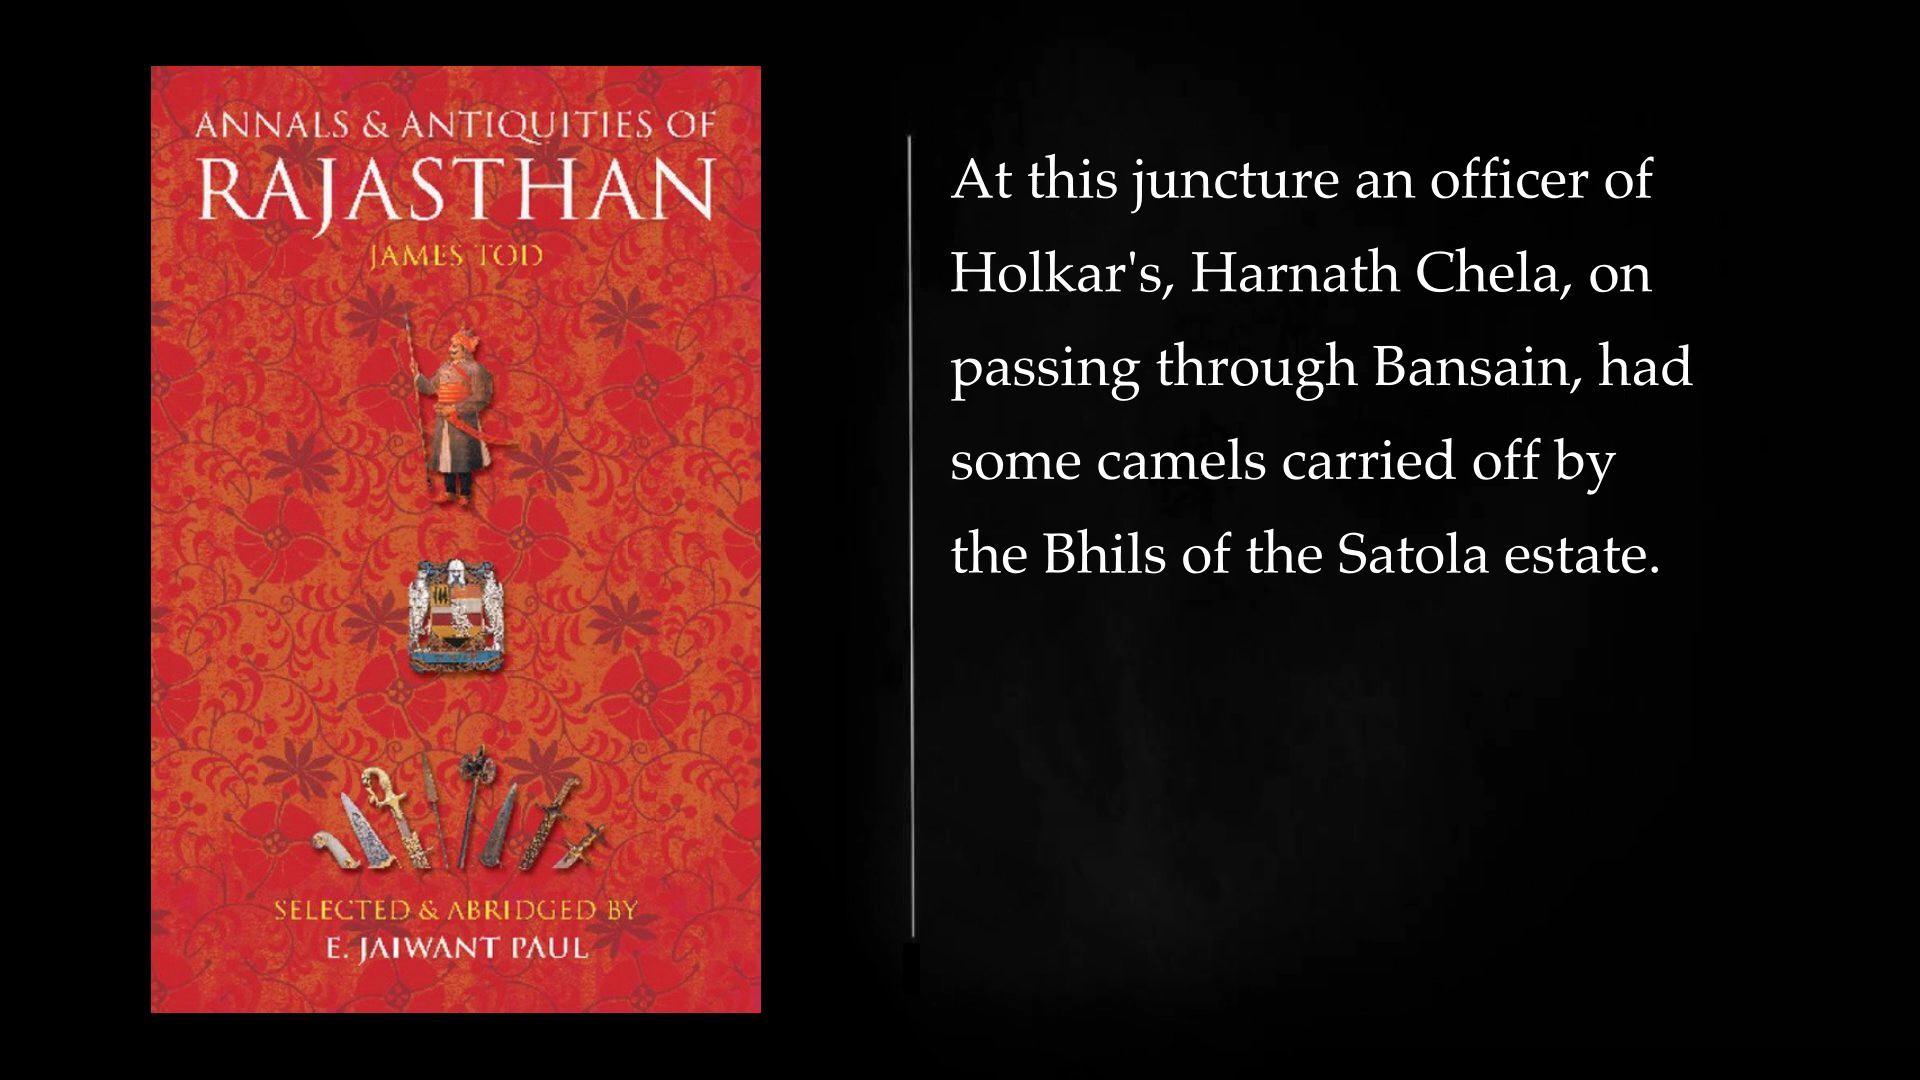 ANNALS & ANTIQUITIES OF
RAJASTHAN
JAMES TOD
SELECTED & ABRIDGED BY
E. JAIWANT PAUL
At this juncture an officer of
Holkar's, Harnath Chela, on
passing through Bansain, had
some camels carried off by
the Bhils of the Satola estate.